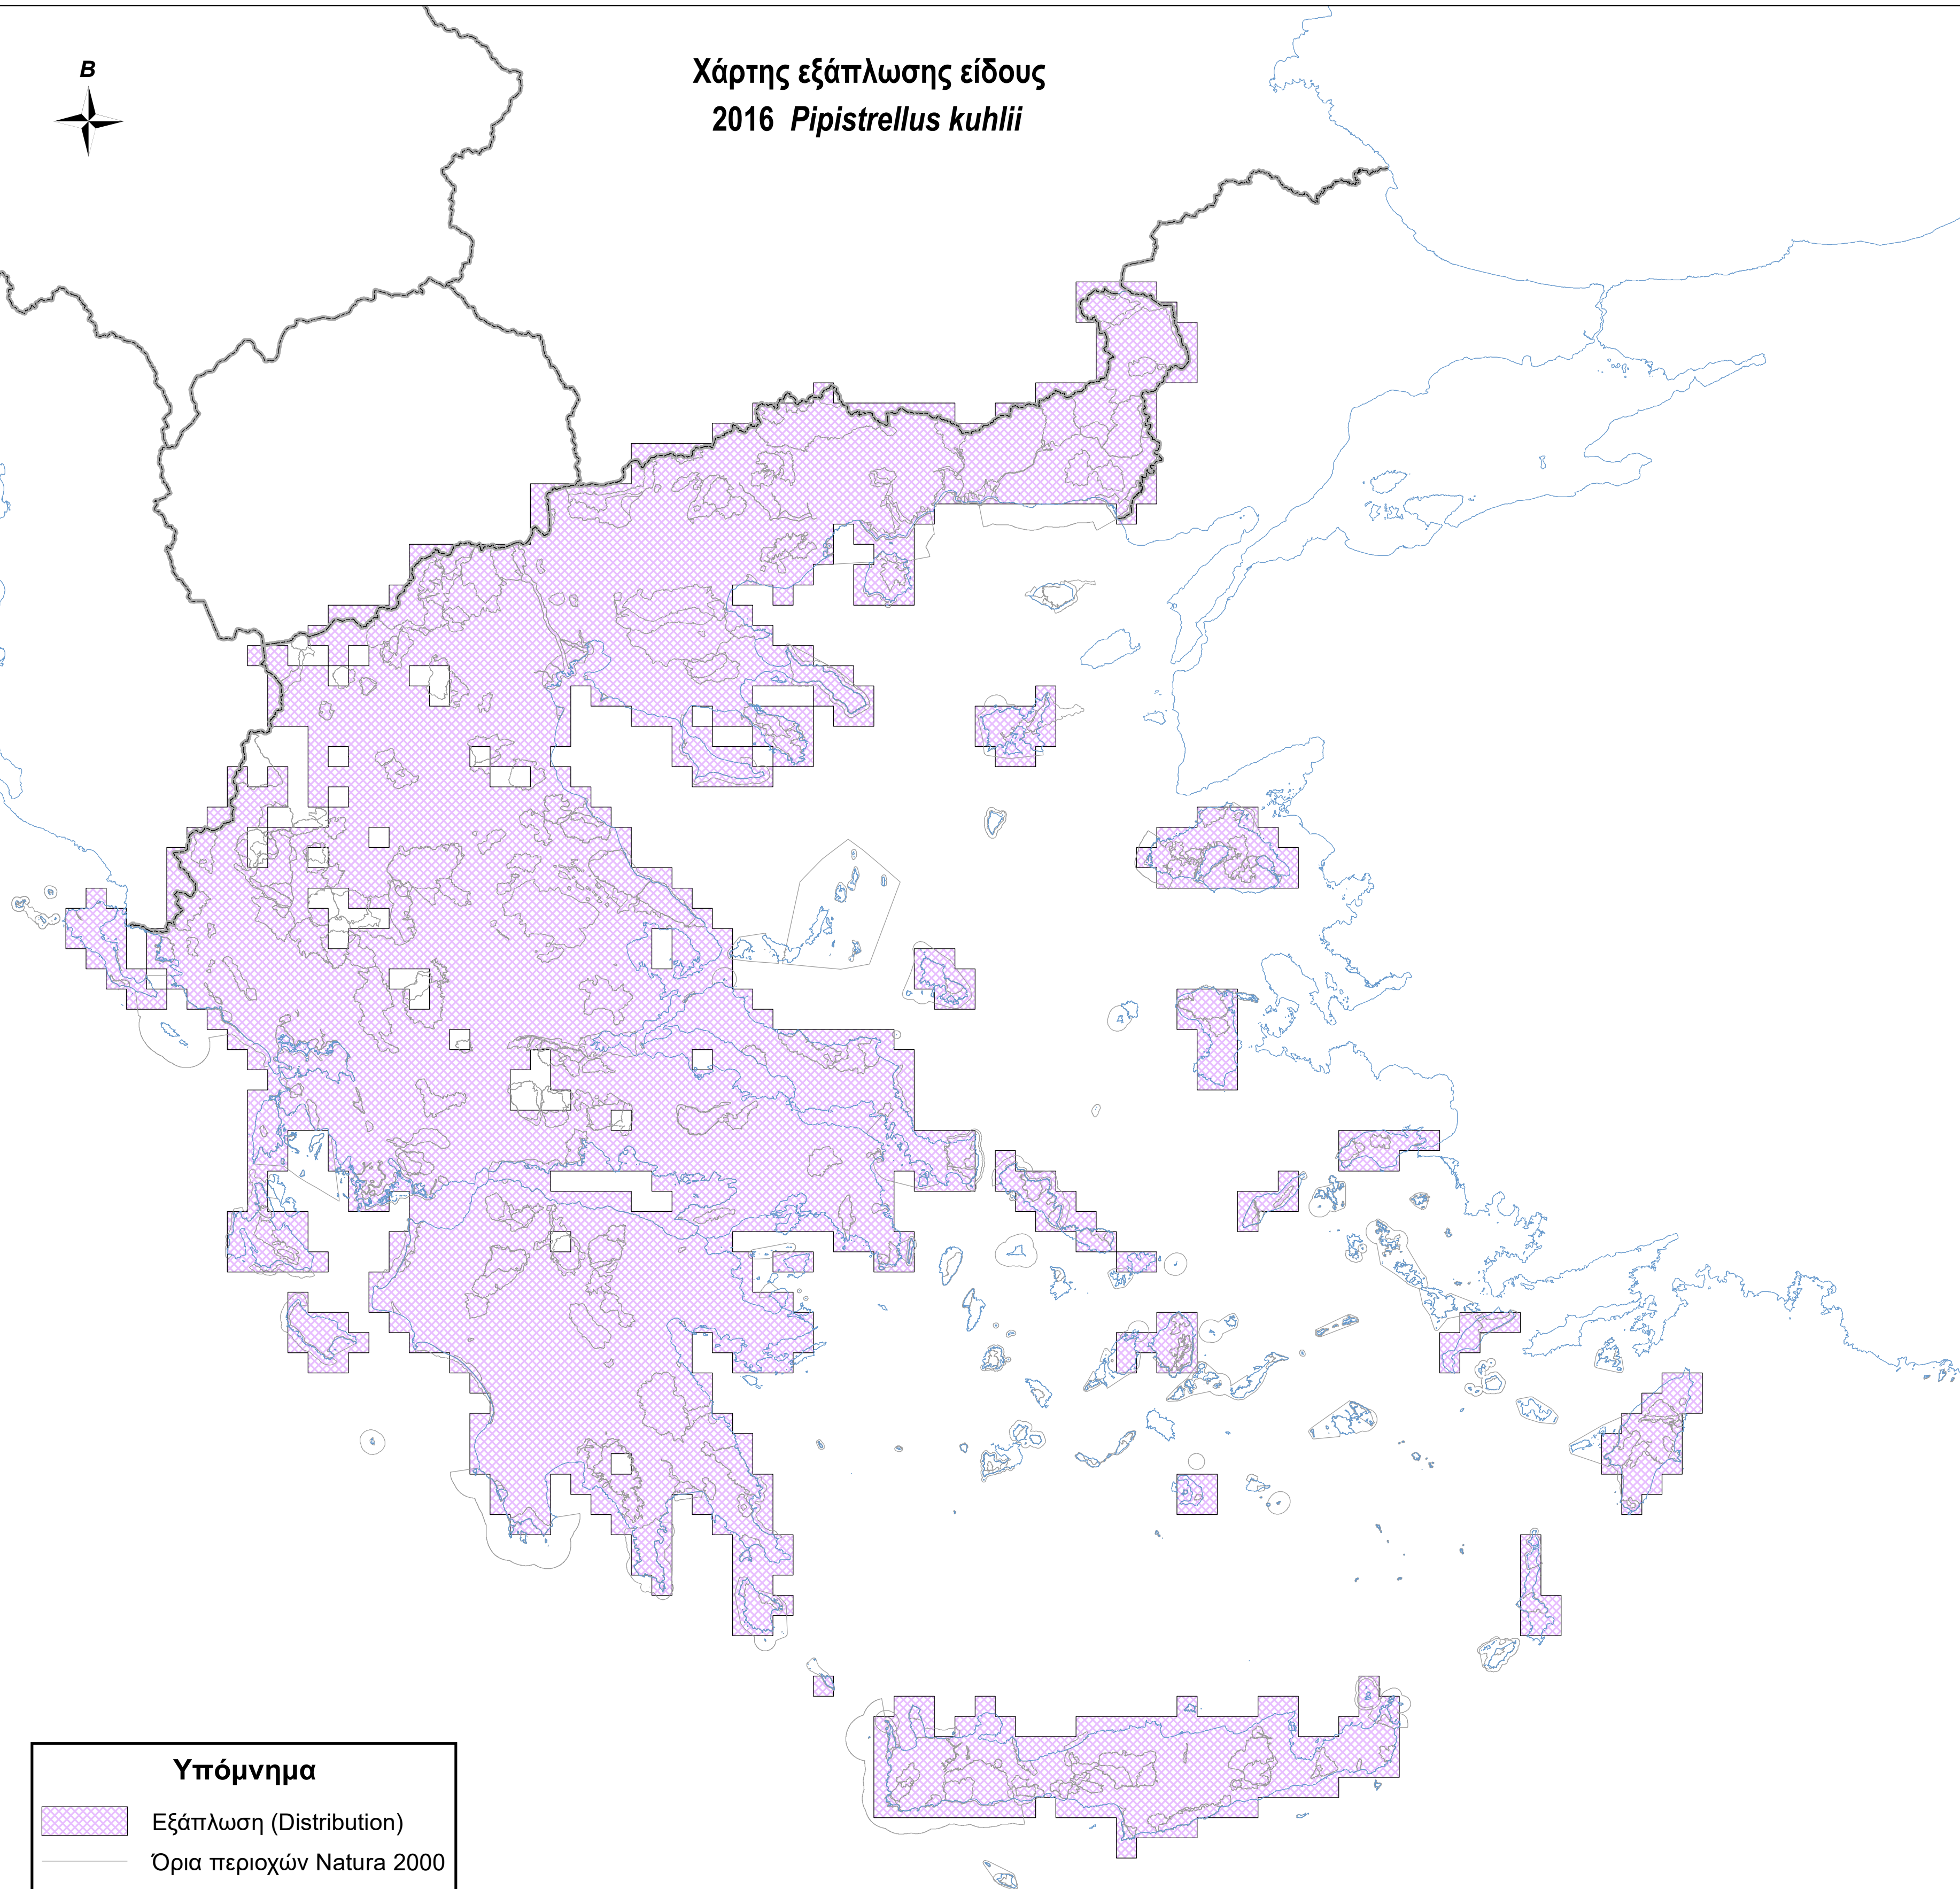 Β
Χάρτης εξάπλωσης είδους
2016 Pipistrellus kuhlii
Υπόμνημα
Εξάπλωση (Distribution)
Όρια περιοχών Natura 2000